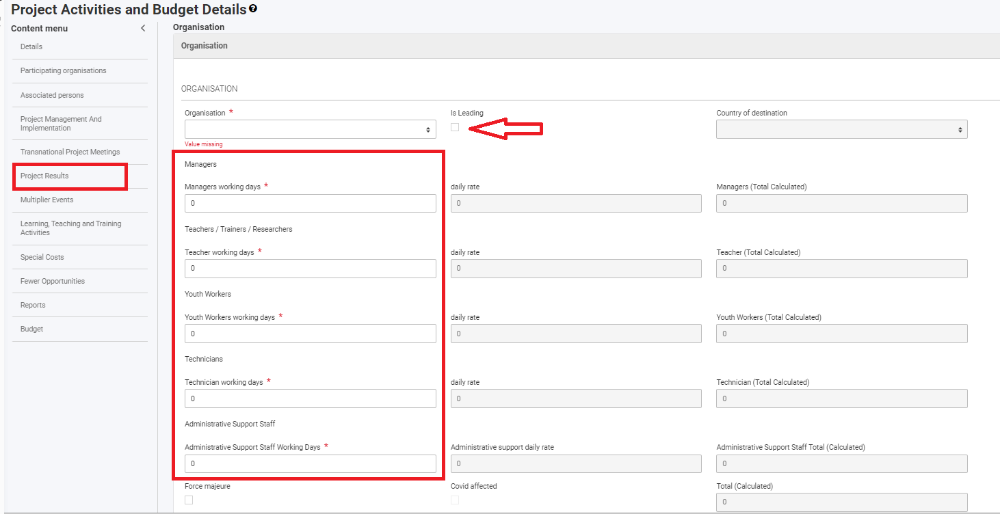 Project Activities and Budget Details ?
Content menu
Details
Participating organisations
Associated persons
Project Management And
Implementation
Transnational Project Meetings
Project Results
Multiplier Events
Learning, Teaching and Training
Activities
Special Costs
Fewer Opportunities
Reports
Budget
Organisation
Organisation
ORGANISATION
Organisation * Is Leading Country of destination
Value missing
Managers
Managers working days * daily rate Managers (Total Calculated)
0 0 0
Teachers / Trainers / Researchers
Teacher working days * daily rate Teacher (Total Calculated)
0 0 0
Youth Workers
Youth Workers working days * daily rate Youth Workers (Total Calculated)
0 0 0
Technicians
Technician working days * daily rate Technician (Total Calculated)
0 0 0
Administrative Support Staff
Administrative Support Staff Working Days * Administrative support daily rate Administrative Support Staff Total (Calculated)
0 0 0
Force majeure Covid affected Total (Calculated)
0